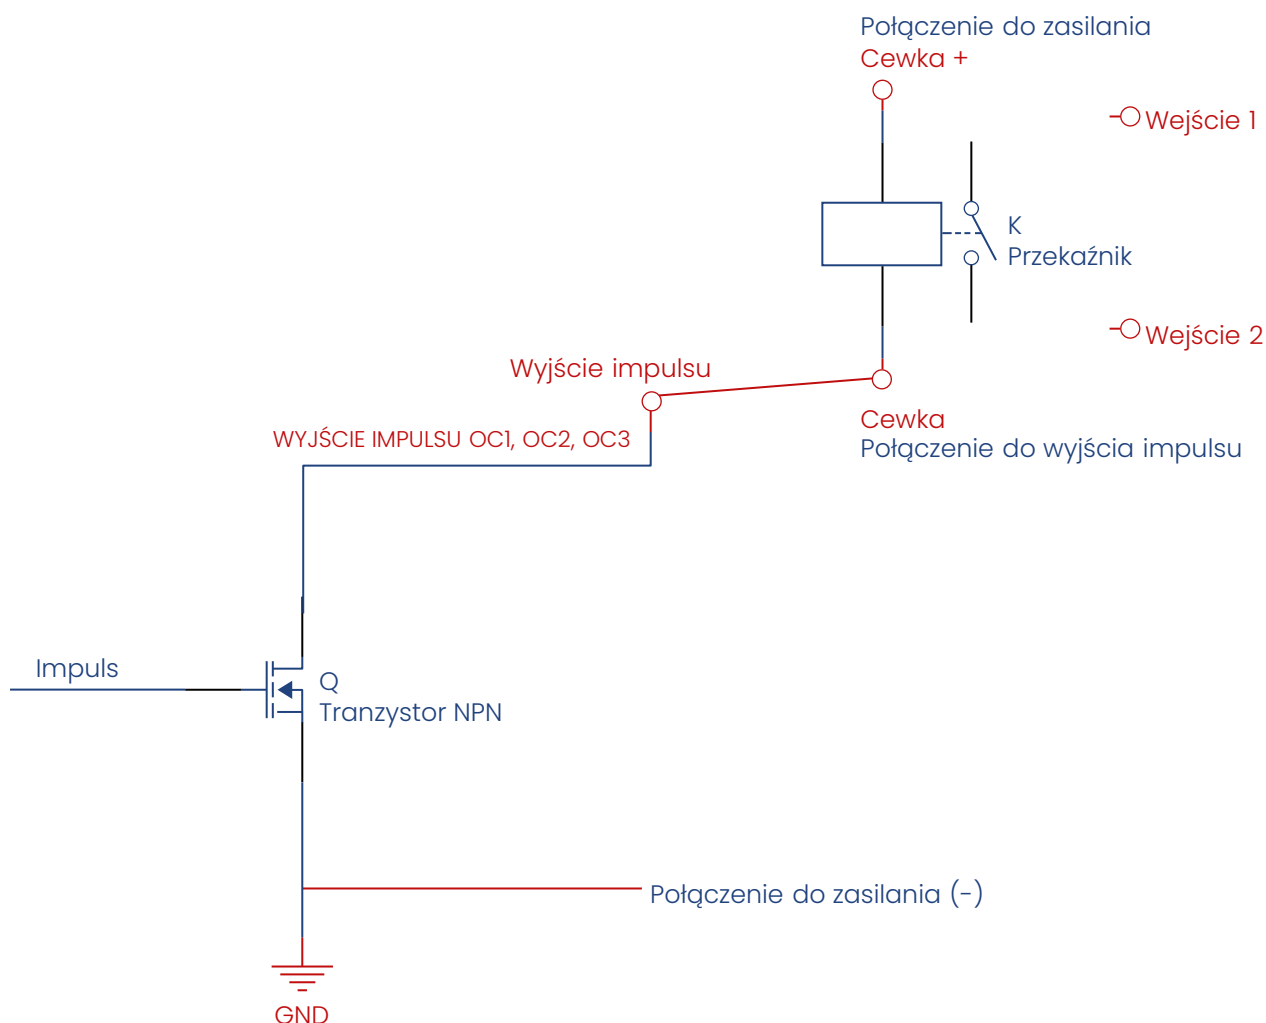 Połączenie do zasilania
Cewka +
Wejście 1
K
Przekaźnik
Wejście 2
Wyjście impulsu
Cewka
WYJŚCIE IMPULSU OC1, OC2, OC3
Połączenie do wyjścia impulsu
Impuls
Q
Tranzystor NPN
Połączenie do zasilania (-)
GND